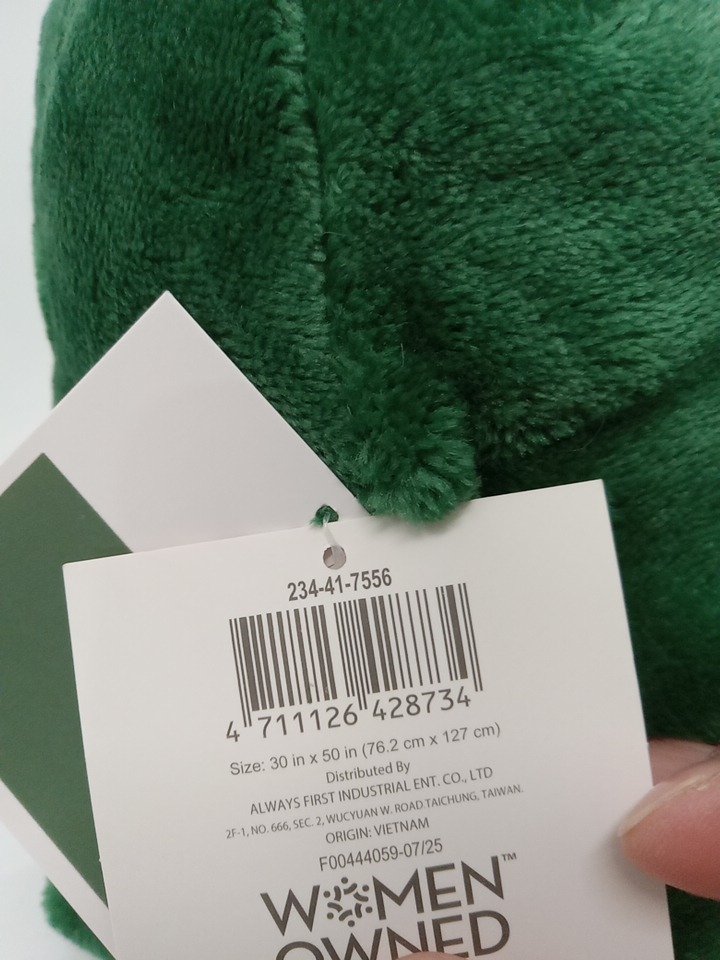 234-41-7556
4 711126 428734
Size: 30 in x 50 in (76.2 cm x 127 cm)
Distributed By
ALWAYS FIRST INDUSTRIAL ENT. CO., LTD
2F-1, NO. 666, SEC. 2, WUCYUAN W. ROAD TAICHUNG, TAIWAN.
ORIGIN: VIETNAM
F00444059-07/25
WOMEN™
OWNED